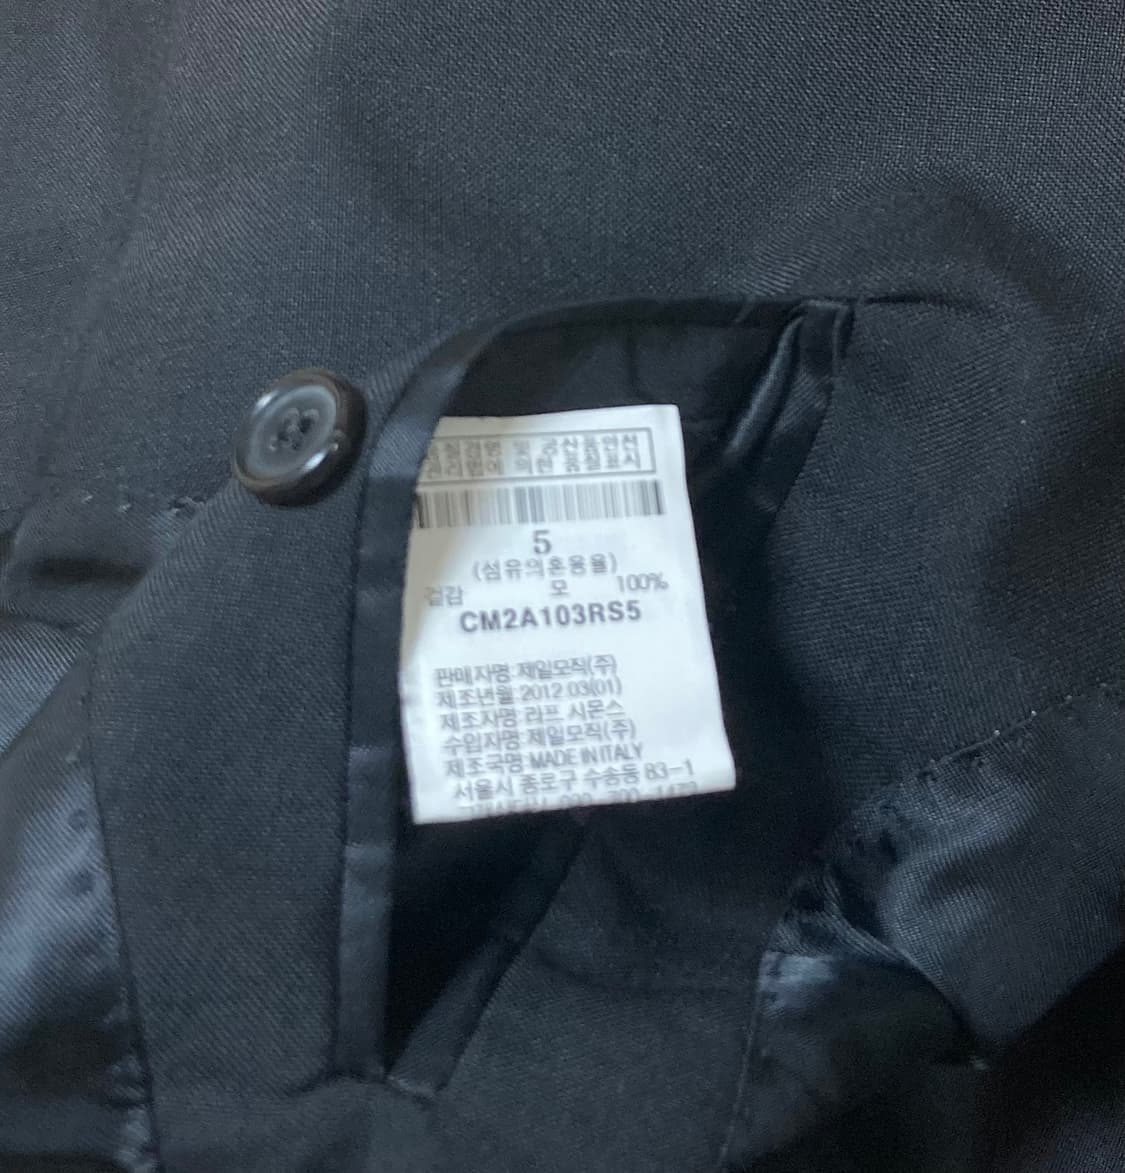 품질경영 및 공산품안전
관리법에 의한 품질표시
5
(섬유의혼용율)
겉감 모 100%
CM2A103RS5
판매자명:제일모직(주)
제조년월:2012.03(01)
제조자명:라프 시몬스
수입자명:제일모직(주)
제조국명:MADE IN ITALY
서울시 종로구 수송동 83-1